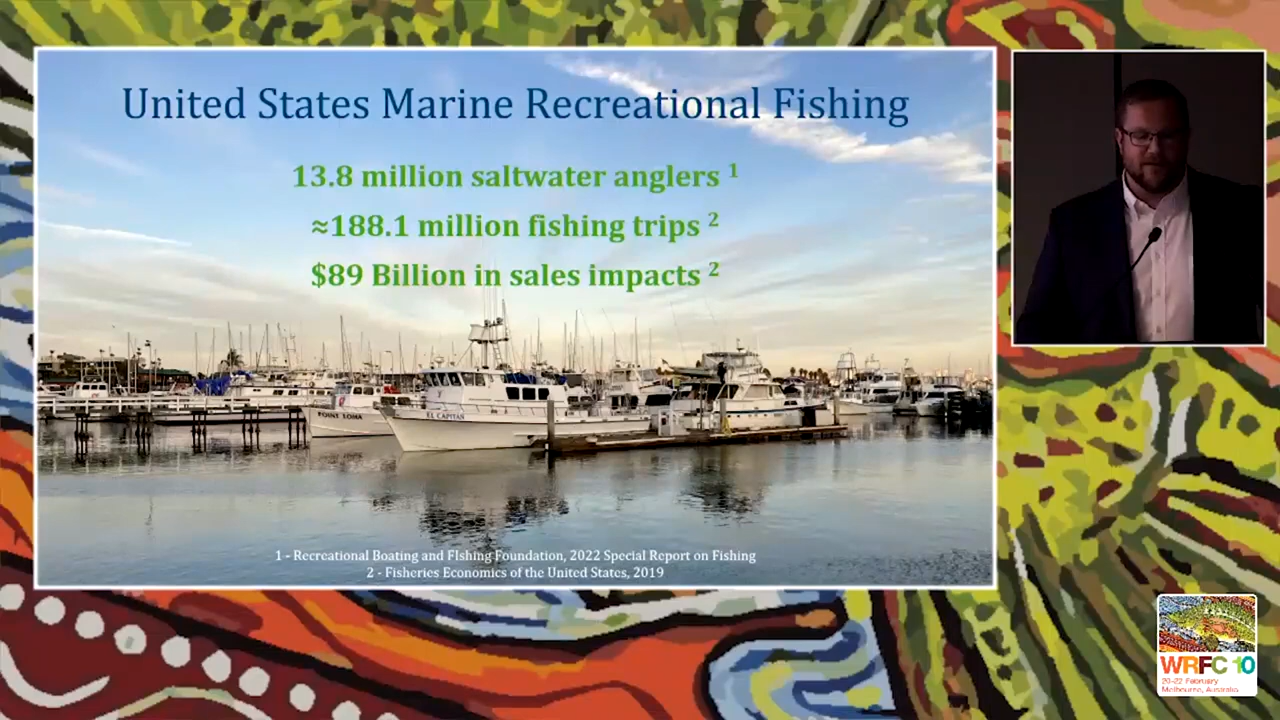 United States Marine Recreational Fishing
13.8 million saltwater anglers ¹
≈188.1 million fishing trips ²
$89 Billion in sales impacts ²
POINT LOMA
EL CAPITAN
1 - Recreational Boating and FIshing Foundation, 2022 Special Report on Fishing
2 - Fisheries Economics of the United States, 2019
WRFC 10
20-22 February
Melbourne, Australia